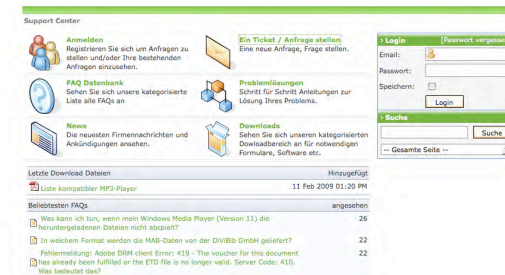 Support Center
Anmelden
Registrieren Sie sich um Anfragen zu
stellen und/oder Ihre bestehenden
Anfragen einzusehen.
Ein Ticket / Anfrage stellen
Eine neue Anfrage, Frage stellen.
FAQ Datenbank
Sehen Sie sich unsere kategorisierte
Liste alle FAQs an
Problemlösungen
Schritt für Schritt Anleitungen zur
Lösung Ihres Problems.
News
Die neuesten Firmennachrichten und
Ankündigungen ansehen.
Downloads
Sehen Sie sich unseren kategorisierten
Dowloadbereich an für notwendigen
Formulare, Software etc.
Letzte Download Dateien Hinzugefügt
Liste kompatibler MP3-Player 11 Feb 2009 01:20 PM
Beliebtesten FAQs angesehen
Was kann ich tun, wenn mein Windows Media Player (Version 11) die 26
heruntergeladenen Dateien nicht abspielt?
In welchem Format werden die MAB-Daten von der DiViBib GmbH geliefert? 22
Fehlermeldung: Adobe DRM client Error: 419 - The voucher for this document 22
has already been fulfilled or the ETD file is no longer valid. Server Code: 410.
Was bedeutet das?
› Login [Passwort vergesse
Email:
Passwort:
Speichern:
Login
› Suche
Suche
-- Gesamte Seite --